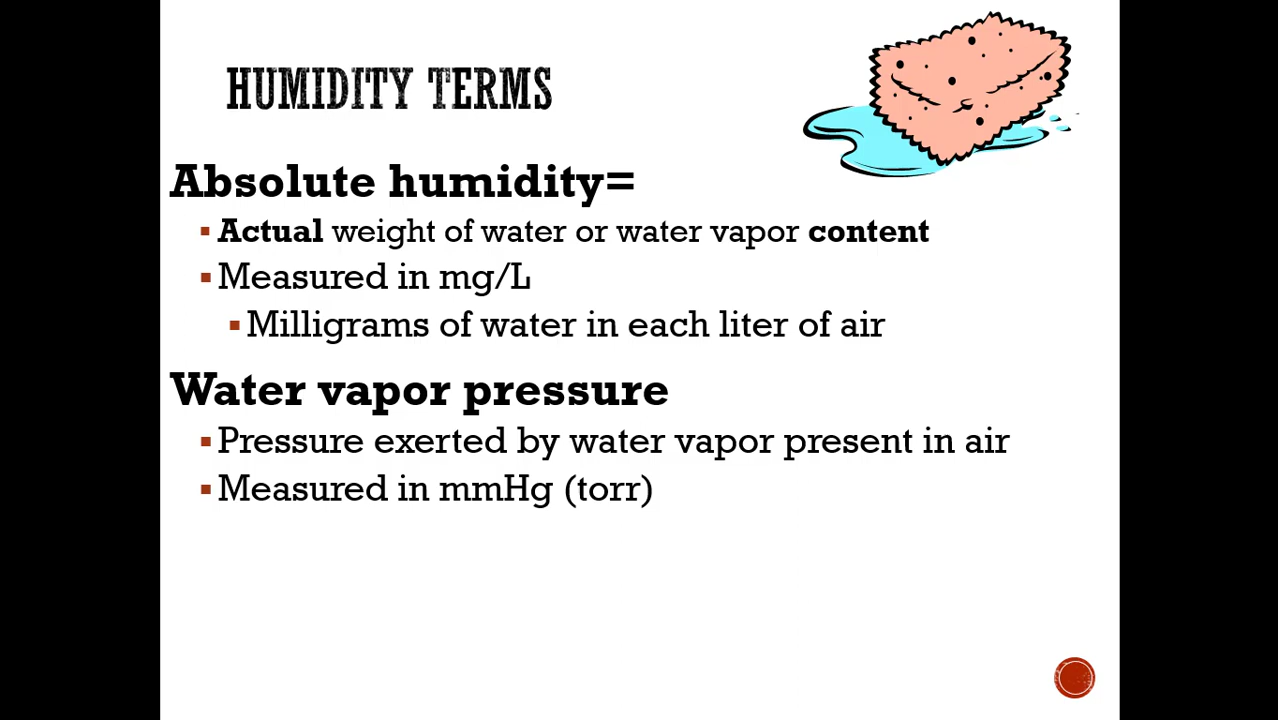 HUMIDITY TERMS
Absolute humidity=
▪Actual weight of water or water vapor content
▪Measured in mg/L
▪Milligrams of water in each liter of air
Water vapor pressure
▪Pressure exerted by water vapor present in air
▪Measured in mmHg (torr)